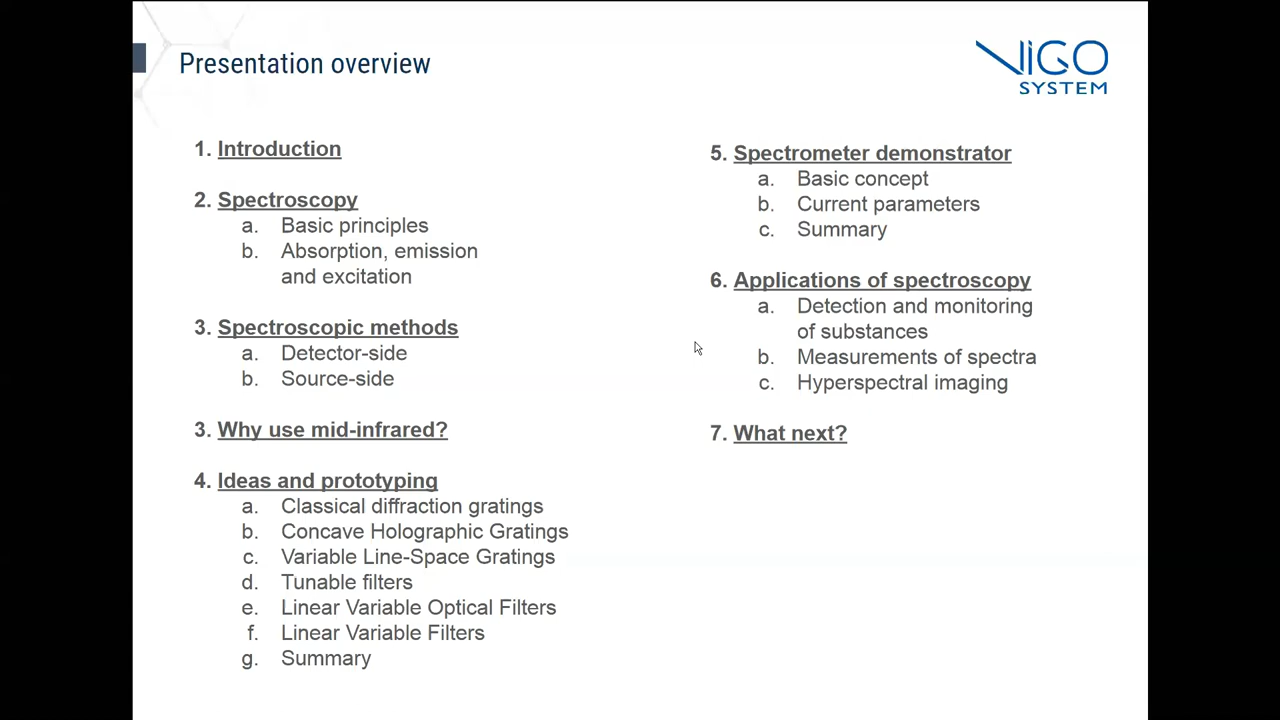 Presentation overview
VIGO
SYSTEM
1. Introduction
2. Spectroscopy
a. Basic principles
b. Absorption, emission
and excitation
3. Spectroscopic methods
a. Detector-side
b. Source-side
3. Why use mid-infrared?
4. Ideas and prototyping
a. Classical diffraction gratings
b. Concave Holographic Gratings
c. Variable Line-Space Gratings
d. Tunable filters
e. Linear Variable Optical Filters
f. Linear Variable Filters
g. Summary
5. Spectrometer demonstrator
a. Basic concept
b. Current parameters
c. Summary
6. Applications of spectroscopy
a. Detection and monitoring
of substances
b. Measurements of spectra
c. Hyperspectral imaging
7. What next?